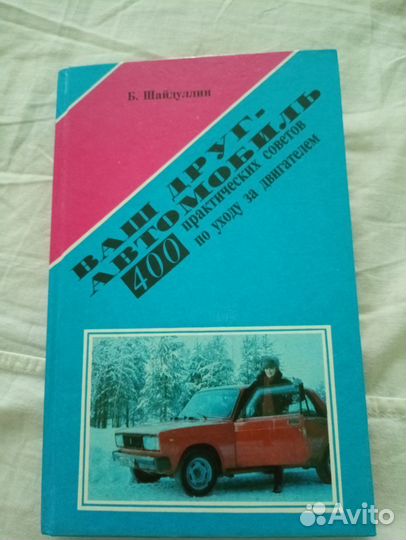 Б. Шайдуллин
ВАШ ДРУГ-
АВТОМОБИЛЬ
400 практических советов
по уходу за двигателем
Avito